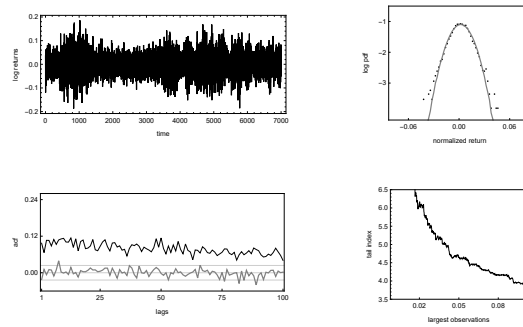 0.2
0.1
0.0
−0.1
−0.2
log returns
0 1000 2000 3000 4000 5000 6000 7000
time
−1
−2
−3
log pdf
−0.06 0.00 0.06
normalized return
0.24
0.12
0.00
acf
1 25 50 75 100
lags
6.5
6.0
5.5
5.0
4.5
4.0
3.5
tail index
0.02 0.05 0.08
largest observations